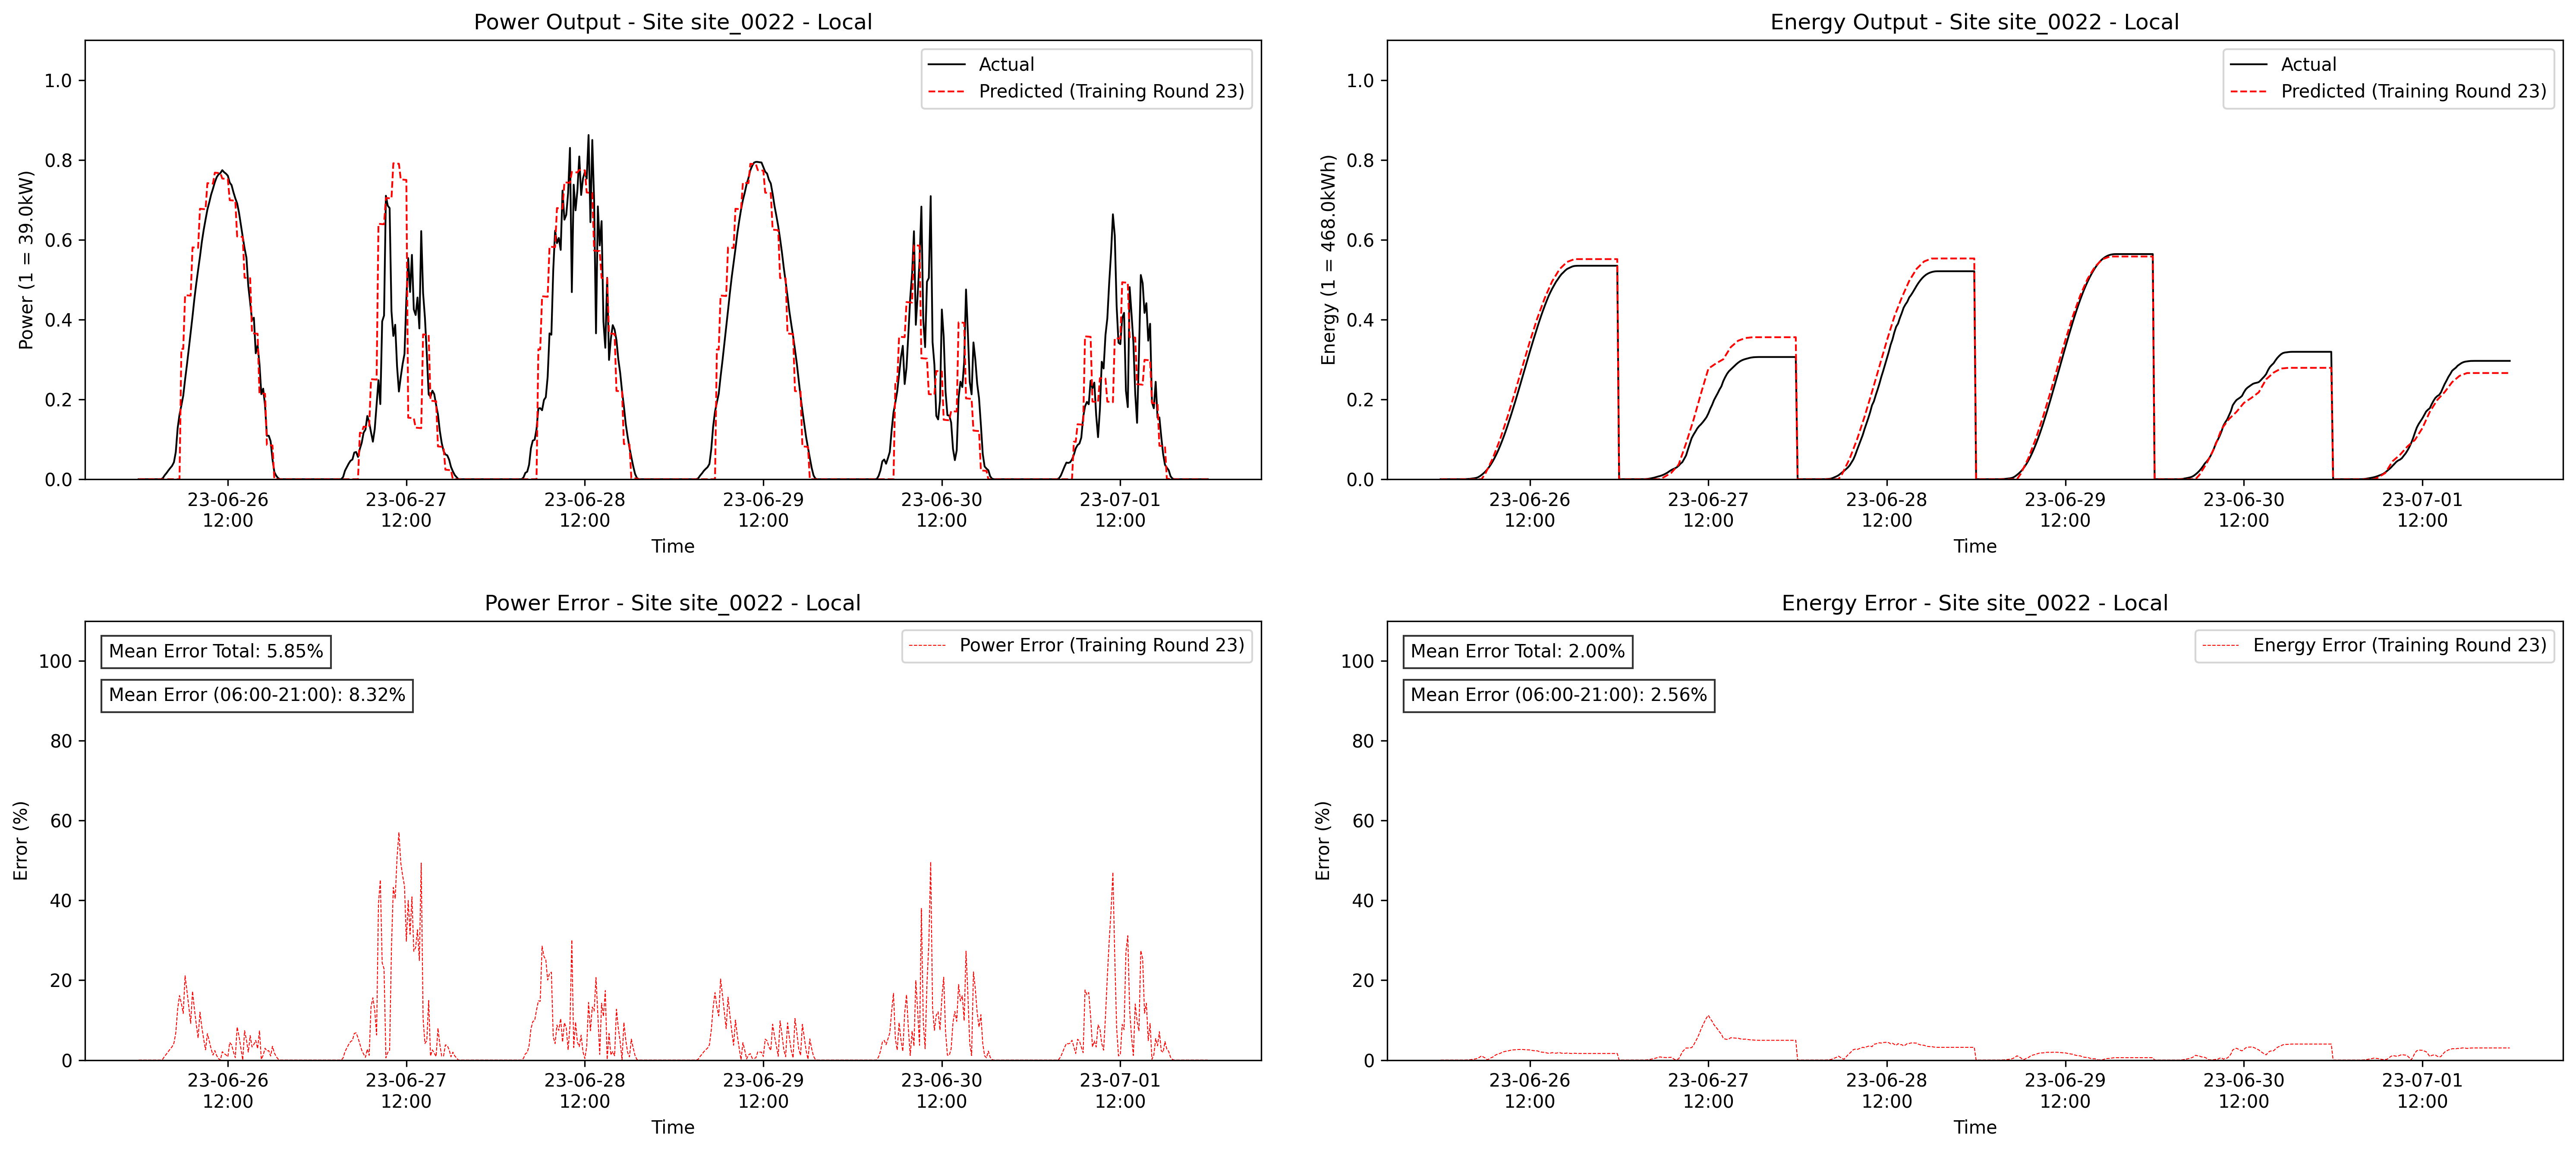 Power Output - Site site_0022 - Local
Power (1 = 39.0kW)
1.0
0.8
0.6
0.4
0.2
0.0
Actual
Predicted (Training Round 23)
23-06-26 23-06-27 23-06-28 23-06-29 23-06-30 23-07-01
12:00 12:00 12:00 12:00 12:00 12:00
Time
Energy Output - Site site_0022 - Local
Energy (1 = 468.0kWh)
1.0
0.8
0.6
0.4
0.2
0.0
Actual
Predicted (Training Round 23)
23-06-26 23-06-27 23-06-28 23-06-29 23-06-30 23-07-01
12:00 12:00 12:00 12:00 12:00 12:00
Time
Power Error - Site site_0022 - Local
Error (%)
100
80
60
40
20
0
Mean Error Total: 5.85%
Mean Error (06:00-21:00): 8.32%
Power Error (Training Round 23)
23-06-26 23-06-27 23-06-28 23-06-29 23-06-30 23-07-01
12:00 12:00 12:00 12:00 12:00 12:00
Time
Energy Error - Site site_0022 - Local
Error (%)
100
80
60
40
20
0
Mean Error Total: 2.00%
Mean Error (06:00-21:00): 2.56%
Energy Error (Training Round 23)
23-06-26 23-06-27 23-06-28 23-06-29 23-06-30 23-07-01
12:00 12:00 12:00 12:00 12:00 12:00
Time